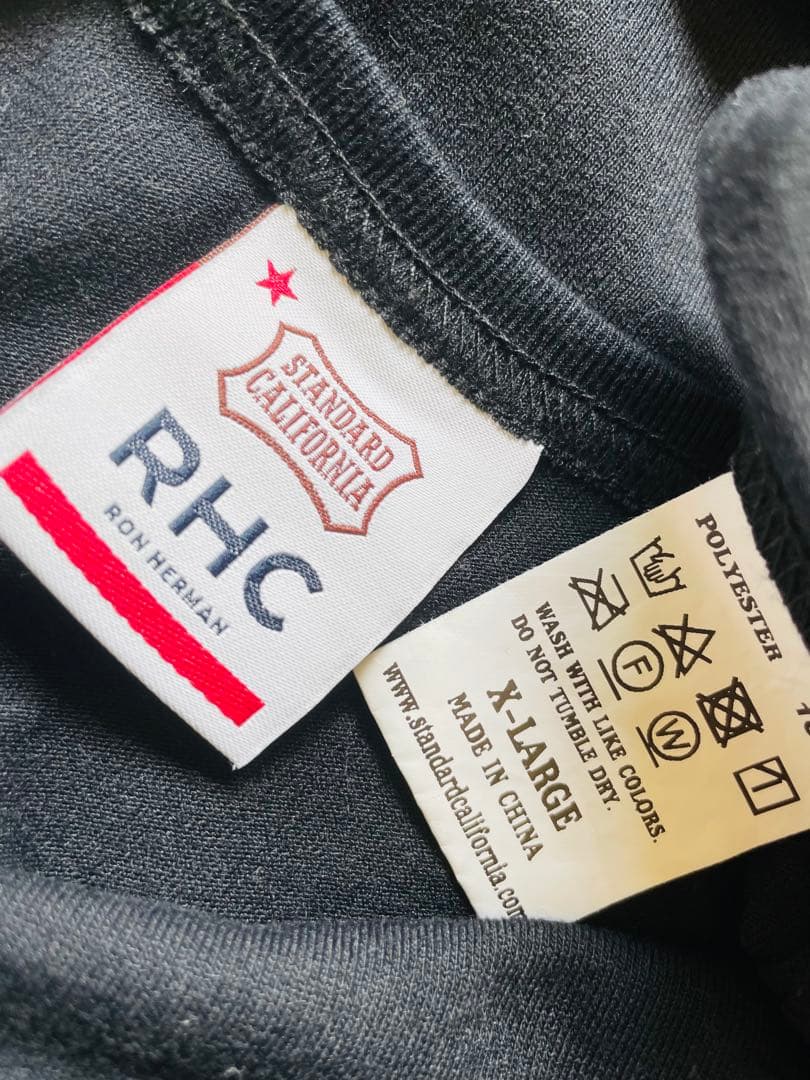 STANDARD
CALIFORNIA
RHC
RON HERMAN
POLYESTER
F
W
WASH WITH LIKE COLORS.
DO NOT TUMBLE DRY.
X-LARGE
MADE IN CHINA
www.standardcalifornia.com